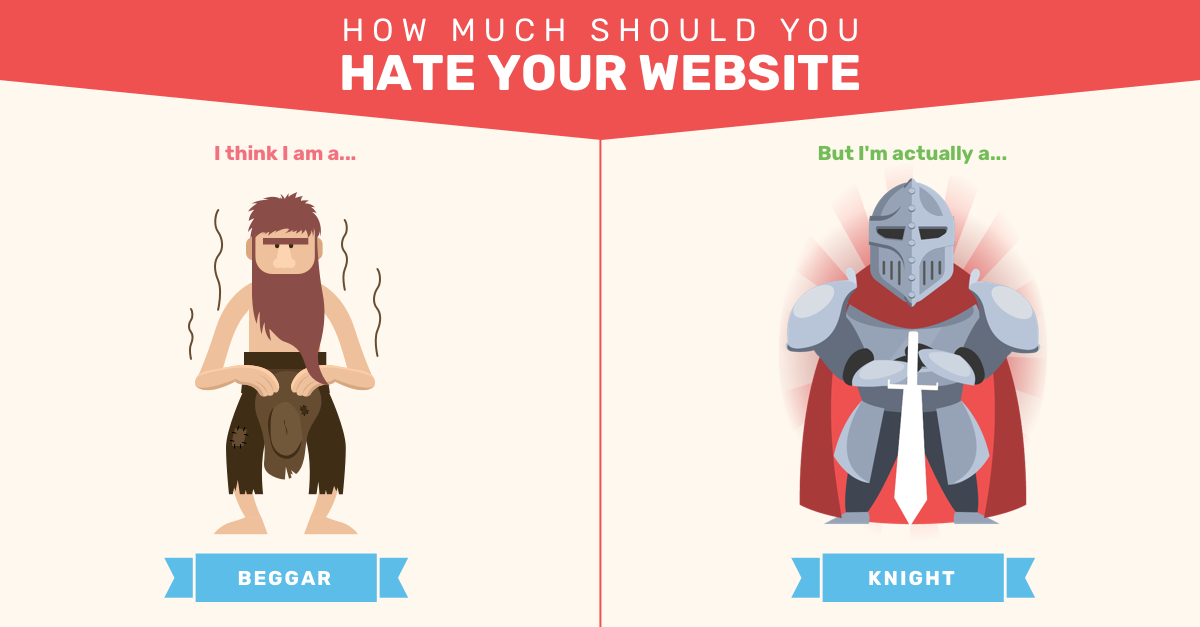 HOW MUCH SHOULD YOU
HATE YOUR WEBSITE
I think I am a...
But I'm actually a...
BEGGAR
KNIGHT